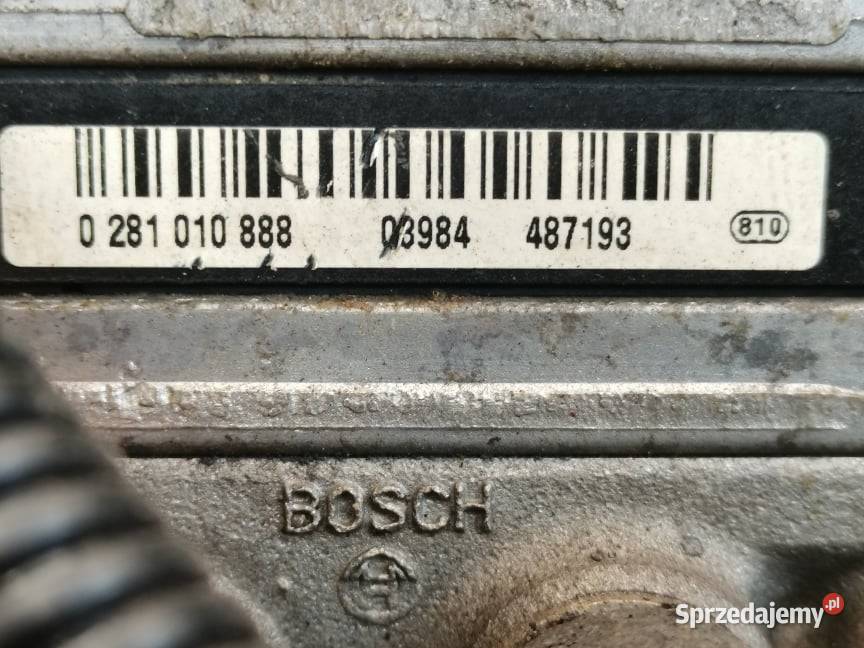 0 281 010 888 03984 487193 810
BOSCH
Sprzedajemy.pl